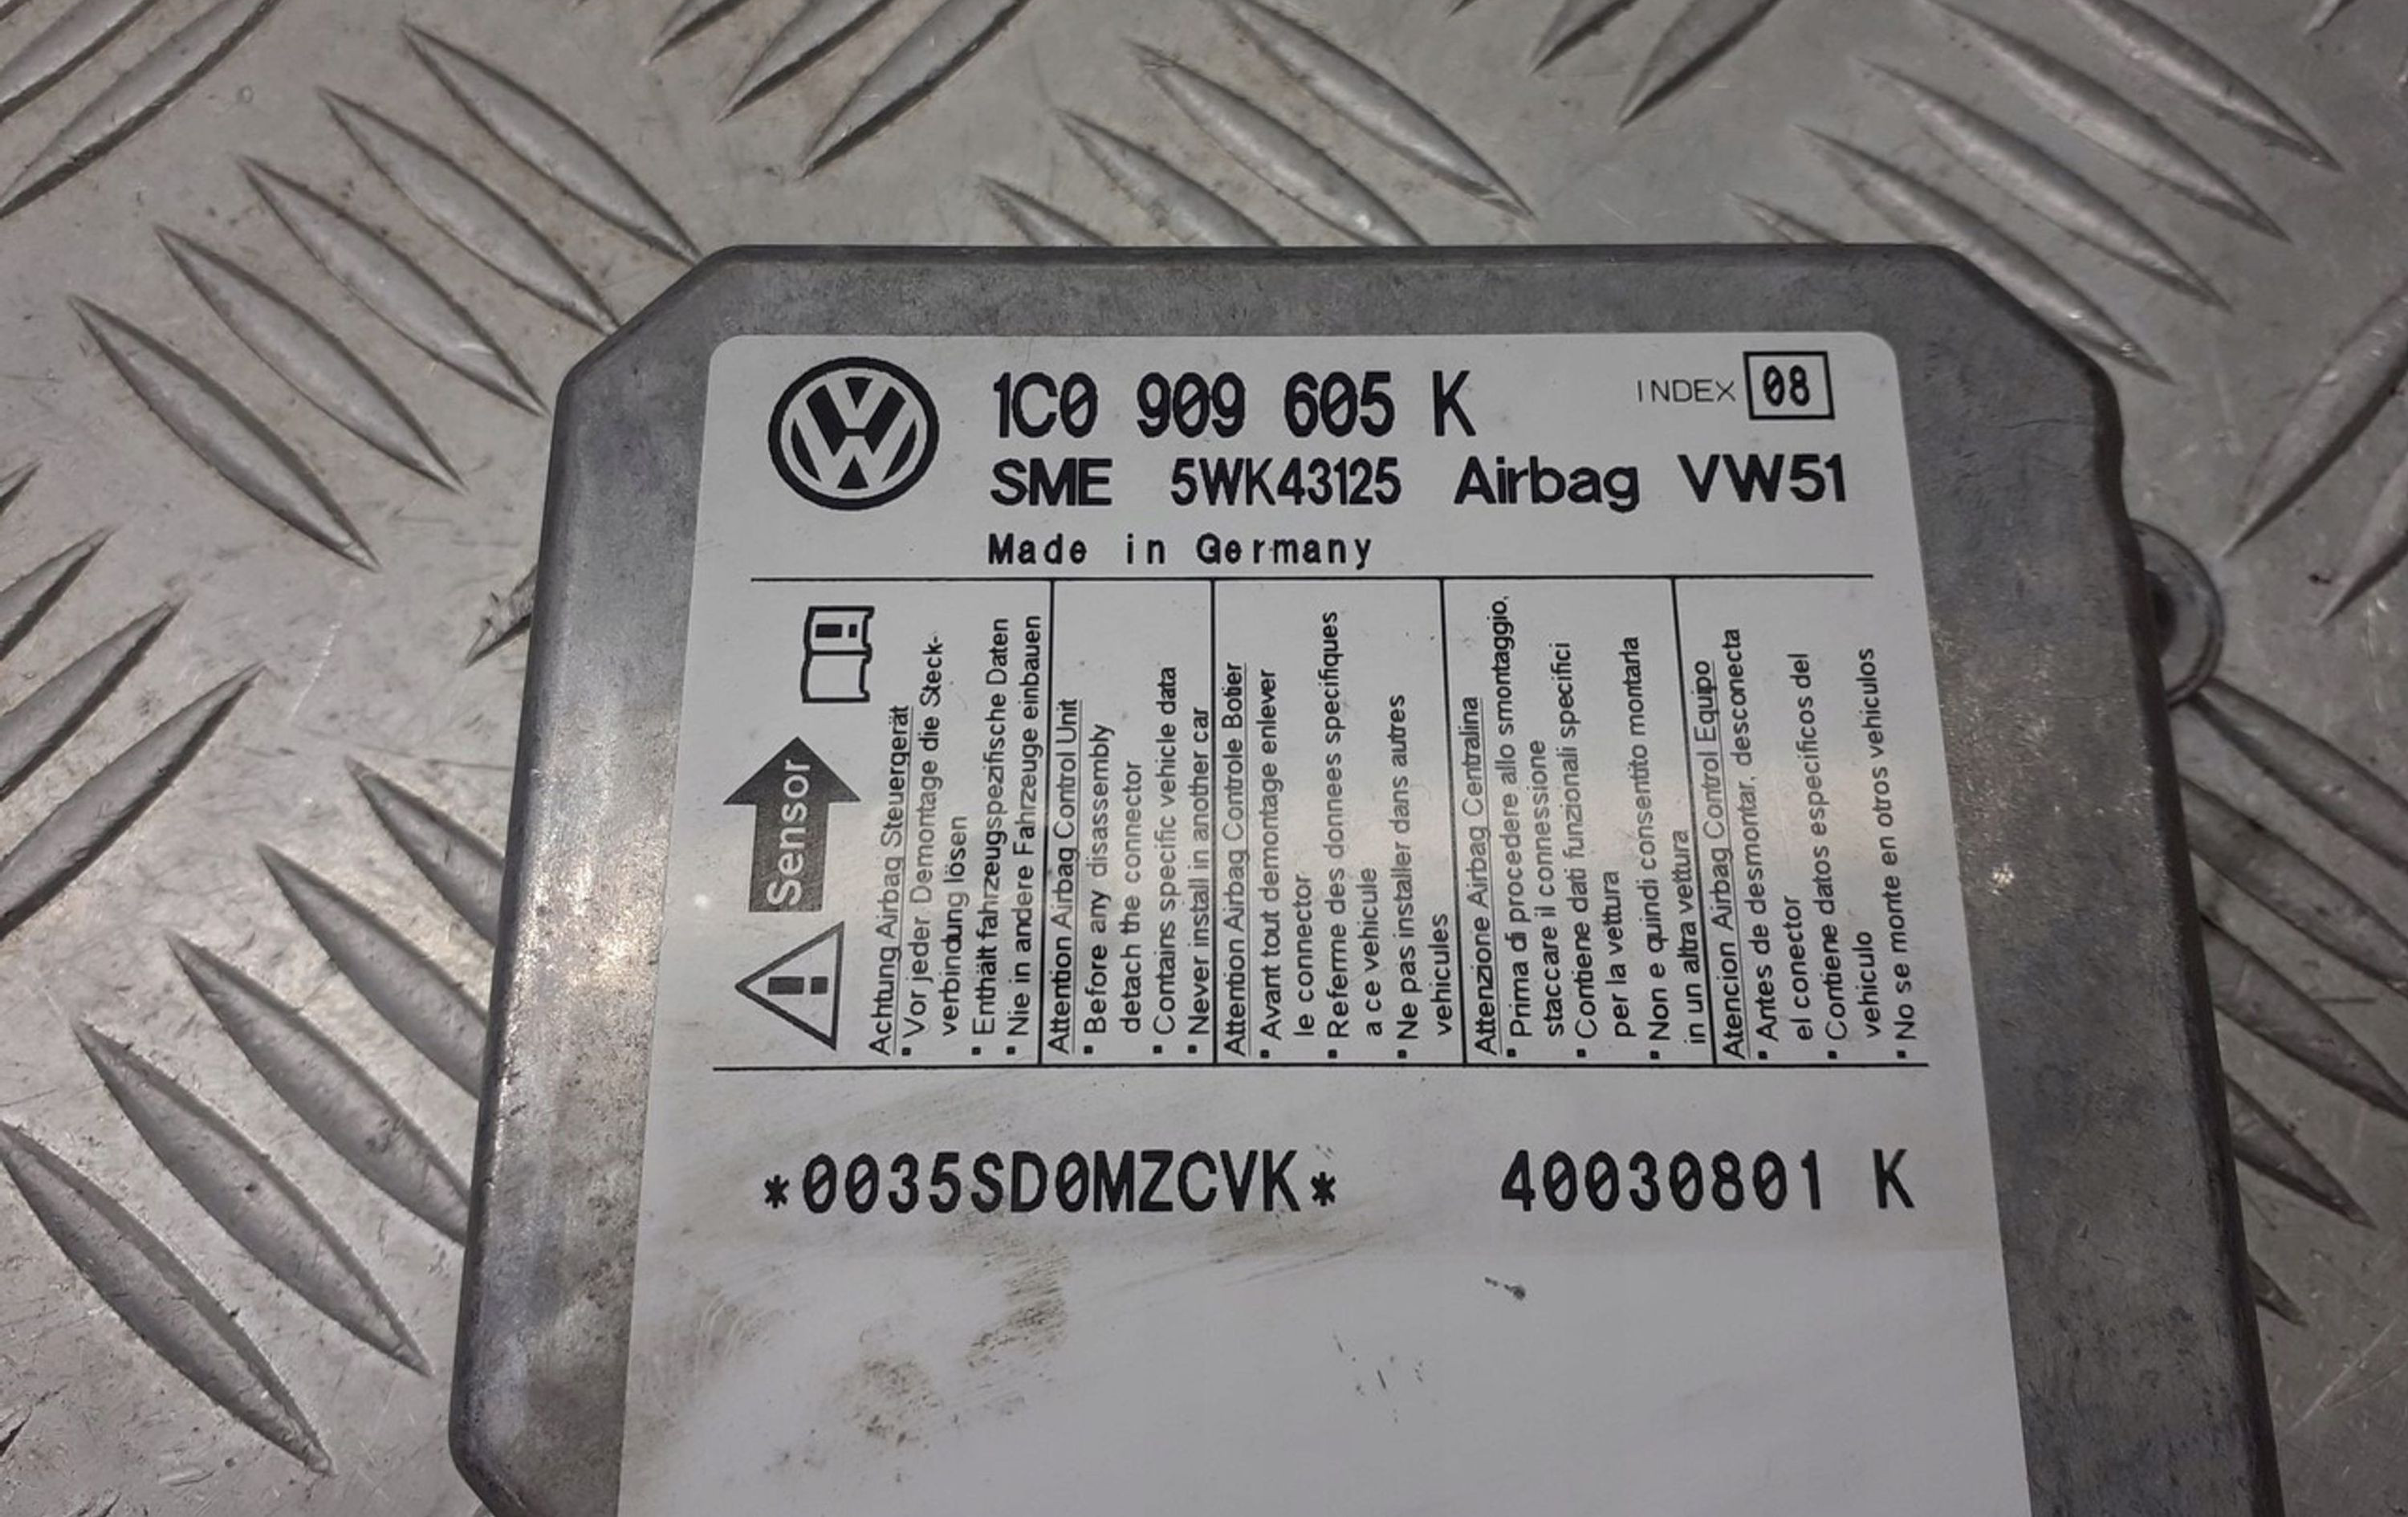 1C0 909 605 K INDEX 08
SME 5WK43125 Airbag VW51
Made in Germany
Sensor
Achtung Airbag Steuergerät
▪ Vor jeder Demontage die Steck-
verbindung lösen
▪ Enthält fahrzeugspezifische Daten
▪ Nie in andere Fahrzeuge einbauen
Attention Airbag Control Unit
▪ Before any disassembly
detach the connector
▪ Contains specific vehicle data
▪ Never install in another car
Attention Airbag Controle Botier
▪ Avant tout demontage enlever
le connector
▪ Referme des donnees specifiques
a ce vehicule
▪ Ne pas installer dans autres
vehicules
Attenzione Airbag Centralina
▪ Prima di procedere allo smontaggio,
staccare il connessione
▪ Contiene dati funzionali specifici
per la vettura
▪ Non e quindi consentito montarla
in un altra vettura
Atencion Airbag Control Equipo
▪ Antes de desmontar, desconecta
el conector
▪ Contiene datos especificos del
vehiculo
▪ No se monte en otros vehiculos
*0035SD0MZCVK* 40030801 K